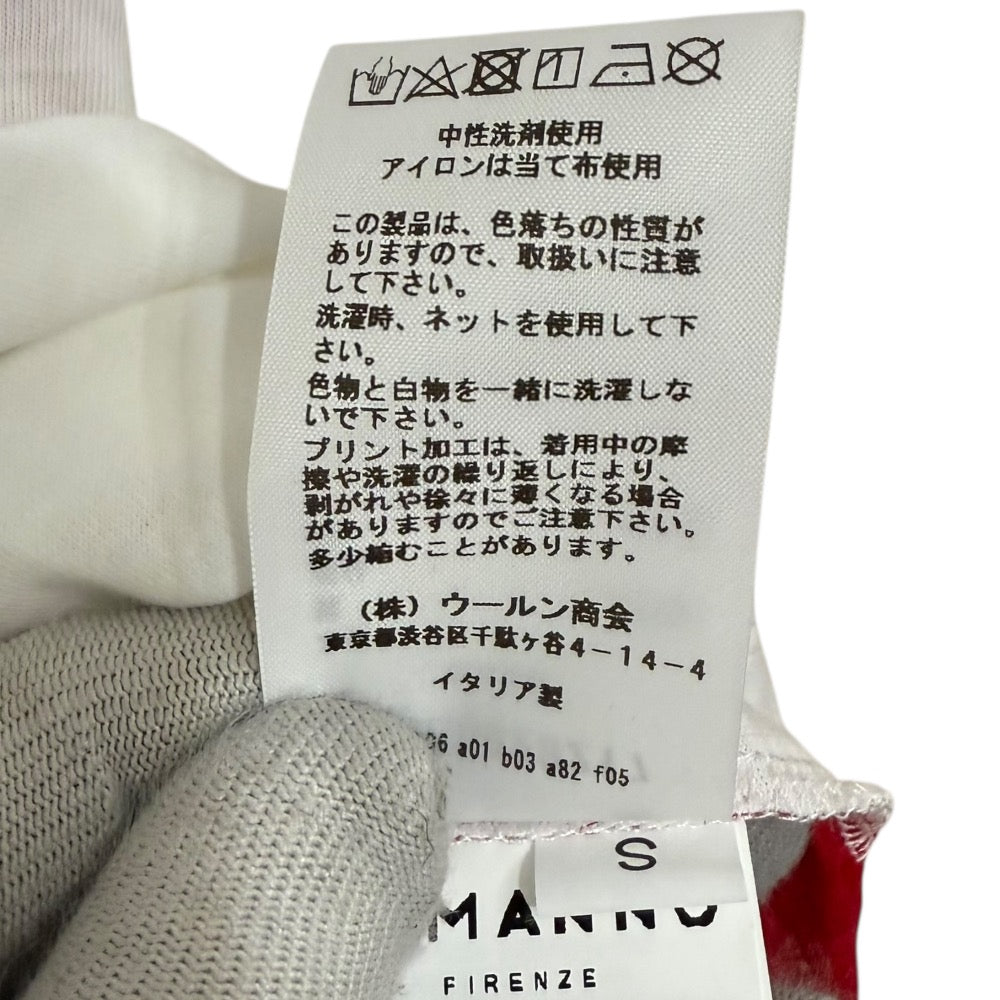 中性洗剤使用
アイロンは当て布使用
この製品は、色落ちの性質が
ありますので、取扱いに注意
して下さい。
洗濯時、ネットを使用して下
さい。
色物と白物を一緒に洗濯しな
いで下さい。
プリント加工は、着用中の摩
擦や洗濯の繰り返しにより、
剥がれや徐々に薄くなる場合
がありますのでご注意下さい。
多少縮むことがあります。
（株）ウールン商会
東京都渋谷区千駄ヶ谷4－14－4
イタリア製
a01 b03 a82 f05
S
FIRENZE